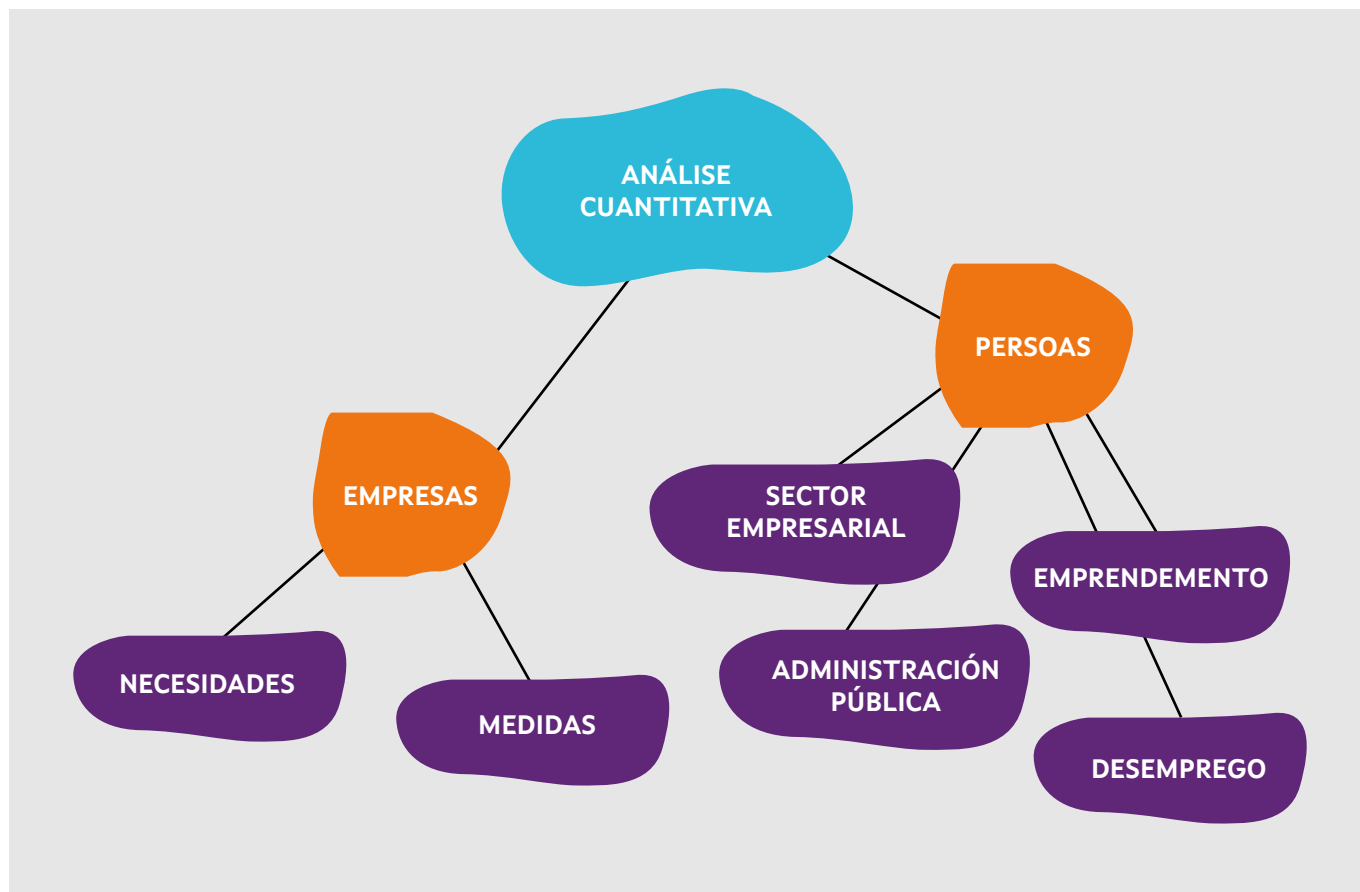 ANÁLISE
CUANTITATIVA
PERSOAS
EMPRESAS
SECTOR
EMPRESARIAL
EMPRENDEMENTO
NECESIDADES
MEDIDAS
ADMINISTRACIÓN
PÚBLICA
DESEMPREGO